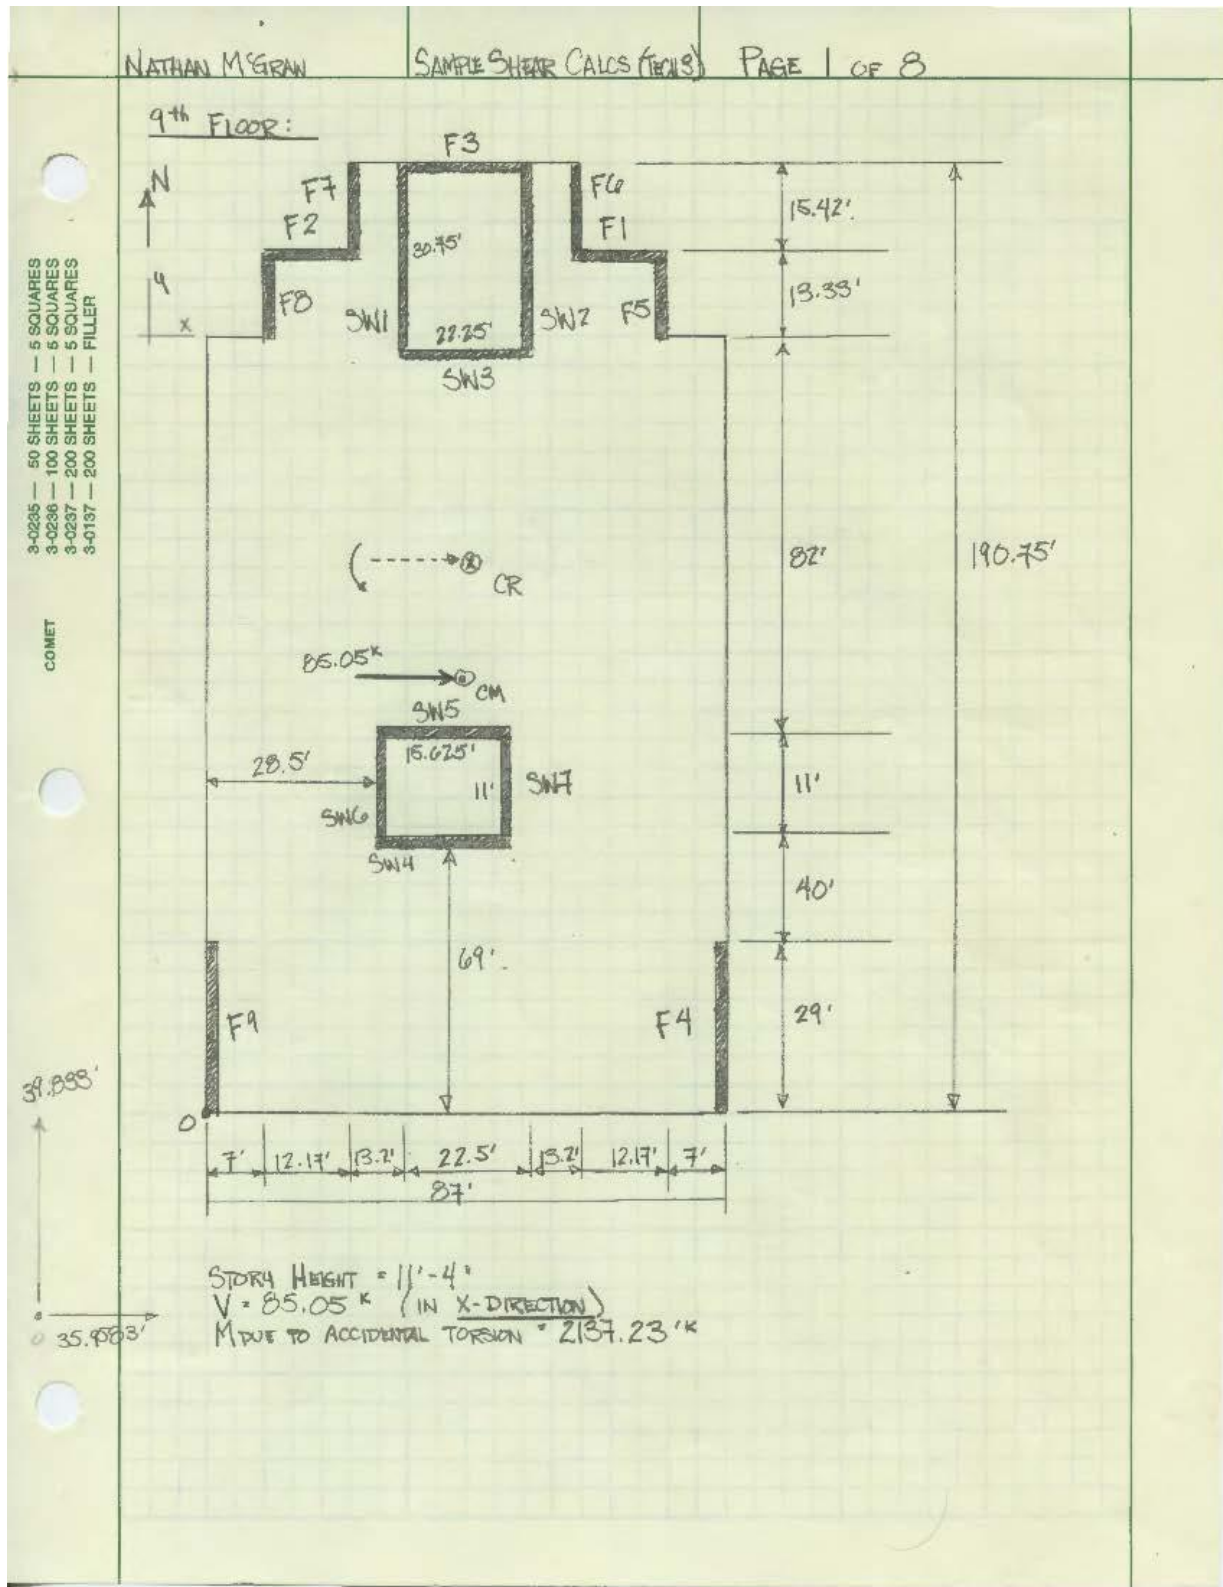 NATHAN McGRAW
SAMPLE SHEAR CALCS (TECH 3)
PAGE 1 OF 8
9th FLOOR:
F3
N
F7
F6
15.42'
F2
F1
30.75'
y
F8
SW1
SW2
F5
13.33'
x
22.25'
SW3
3-0235 — 50 SHEETS — 5 SQUARES
3-0236 — 100 SHEETS — 5 SQUARES
3-0237 — 200 SHEETS — 5 SQUARES
3-0137 — 200 SHEETS — FILLER
COMET
CR
82'
190.75'
85.05K
CM
SW5
28.5'
15.625'
11'
SW7
11'
SW6
SW4
40'
69'
F9
F4
29'
O
7' 12.17' 13.2' 22.5' 13.2' 12.17' 7'
87'
O
STORY HEIGHT = 11'-4"
V = 85.05 K (IN X-DIRECTION)
M DUE TO ACCIDENTAL TORSION = 2137.23 'K